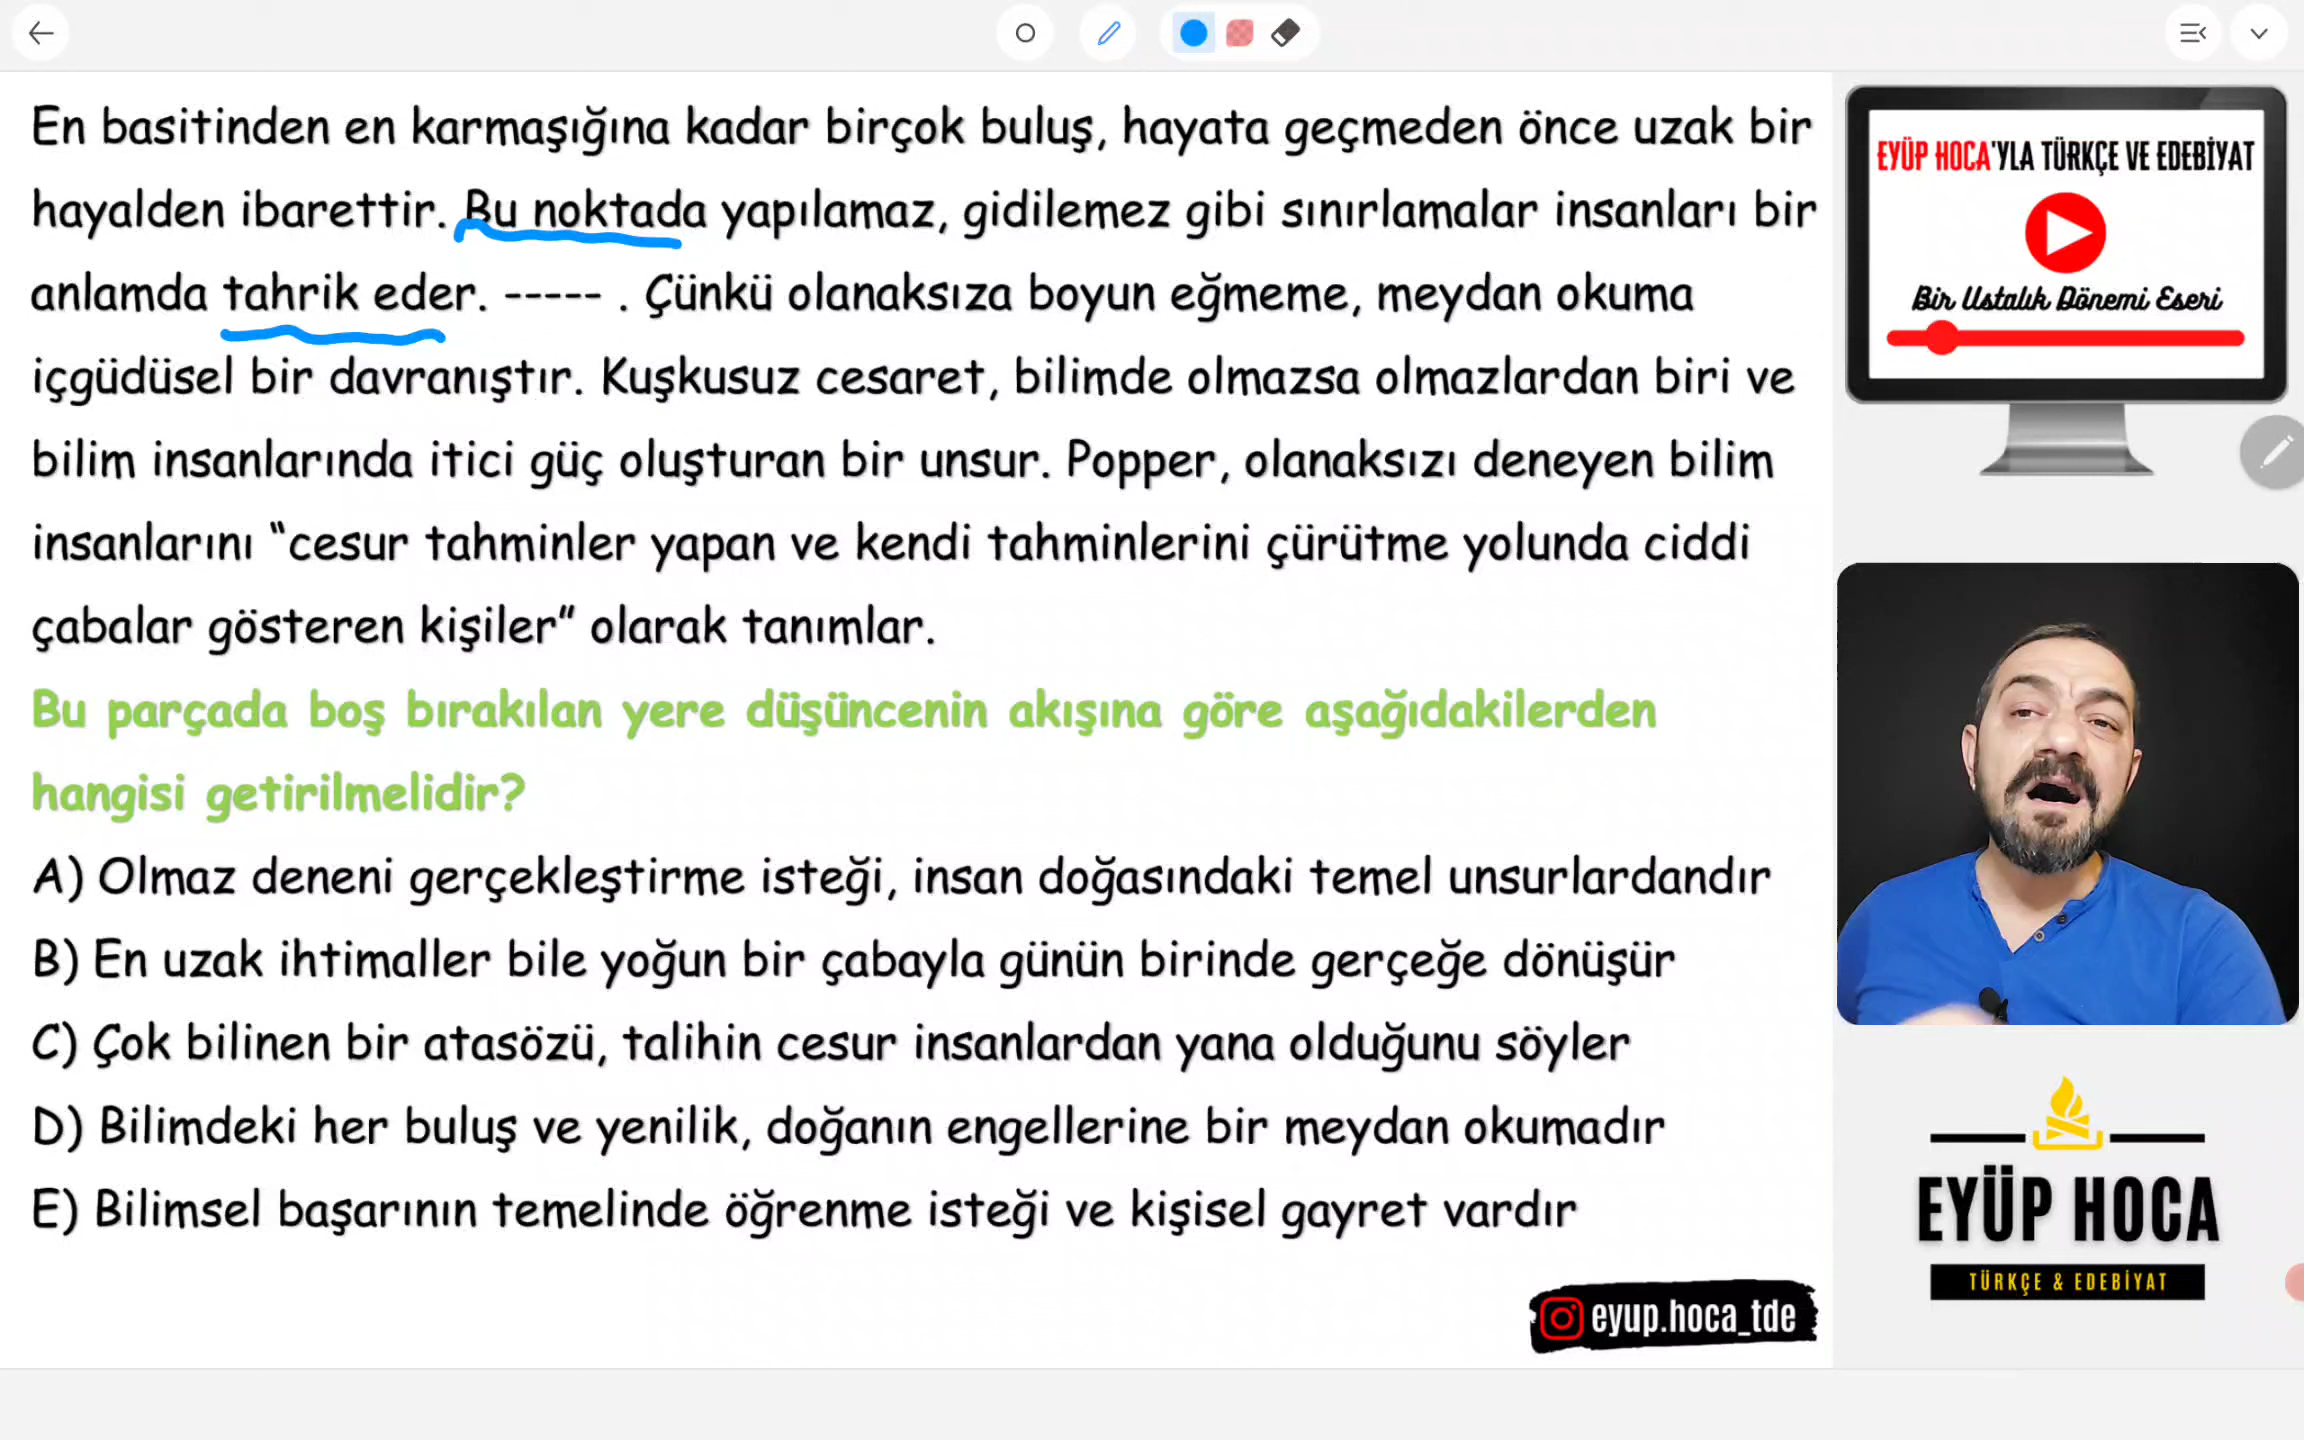 En basitinden en karmaşığına kadar birçok buluş, hayata geçmeden önce uzak bir
hayalden ibarettir. Bu noktada yapılamaz, gidilemez gibi sınırlamalar insanları bir
anlamda tahrik eder. ----- . Çünkü olanaksıza boyun eğmeme, meydan okuma
içgüdüsel bir davranıştır. Kuşkusuz cesaret, bilimde olmazsa olmazlardan biri ve
bilim insanlarında itici güç oluşturan bir unsur. Popper, olanaksızı deneyen bilim
insanlarını “cesur tahminler yapan ve kendi tahminlerini çürütme yolunda ciddi
çabalar gösteren kişiler” olarak tanımlar.
Bu parçada boş bırakılan yere düşüncenin akışına göre aşağıdakilerden
hangisi getirilmelidir?
A) Olmaz deneni gerçekleştirme isteği, insan doğasındaki temel unsurlardandır
B) En uzak ihtimaller bile yoğun bir çabayla günün birinde gerçeğe dönüşür
C) Çok bilinen bir atasözü, talihin cesur insanlardan yana olduğunu söyler
D) Bilimdeki her buluş ve yenilik, doğanın engellerine bir meydan okumadır
E) Bilimsel başarının temelinde öğrenme isteği ve kişisel gayret vardır
eyup.hoca_tde
EYÜP HOCA'YLA TÜRKÇE VE EDEBİYAT
Bir Ustalık Dönemi Eseri
EYÜP HOCA
TÜRKÇE & EDEBİYAT